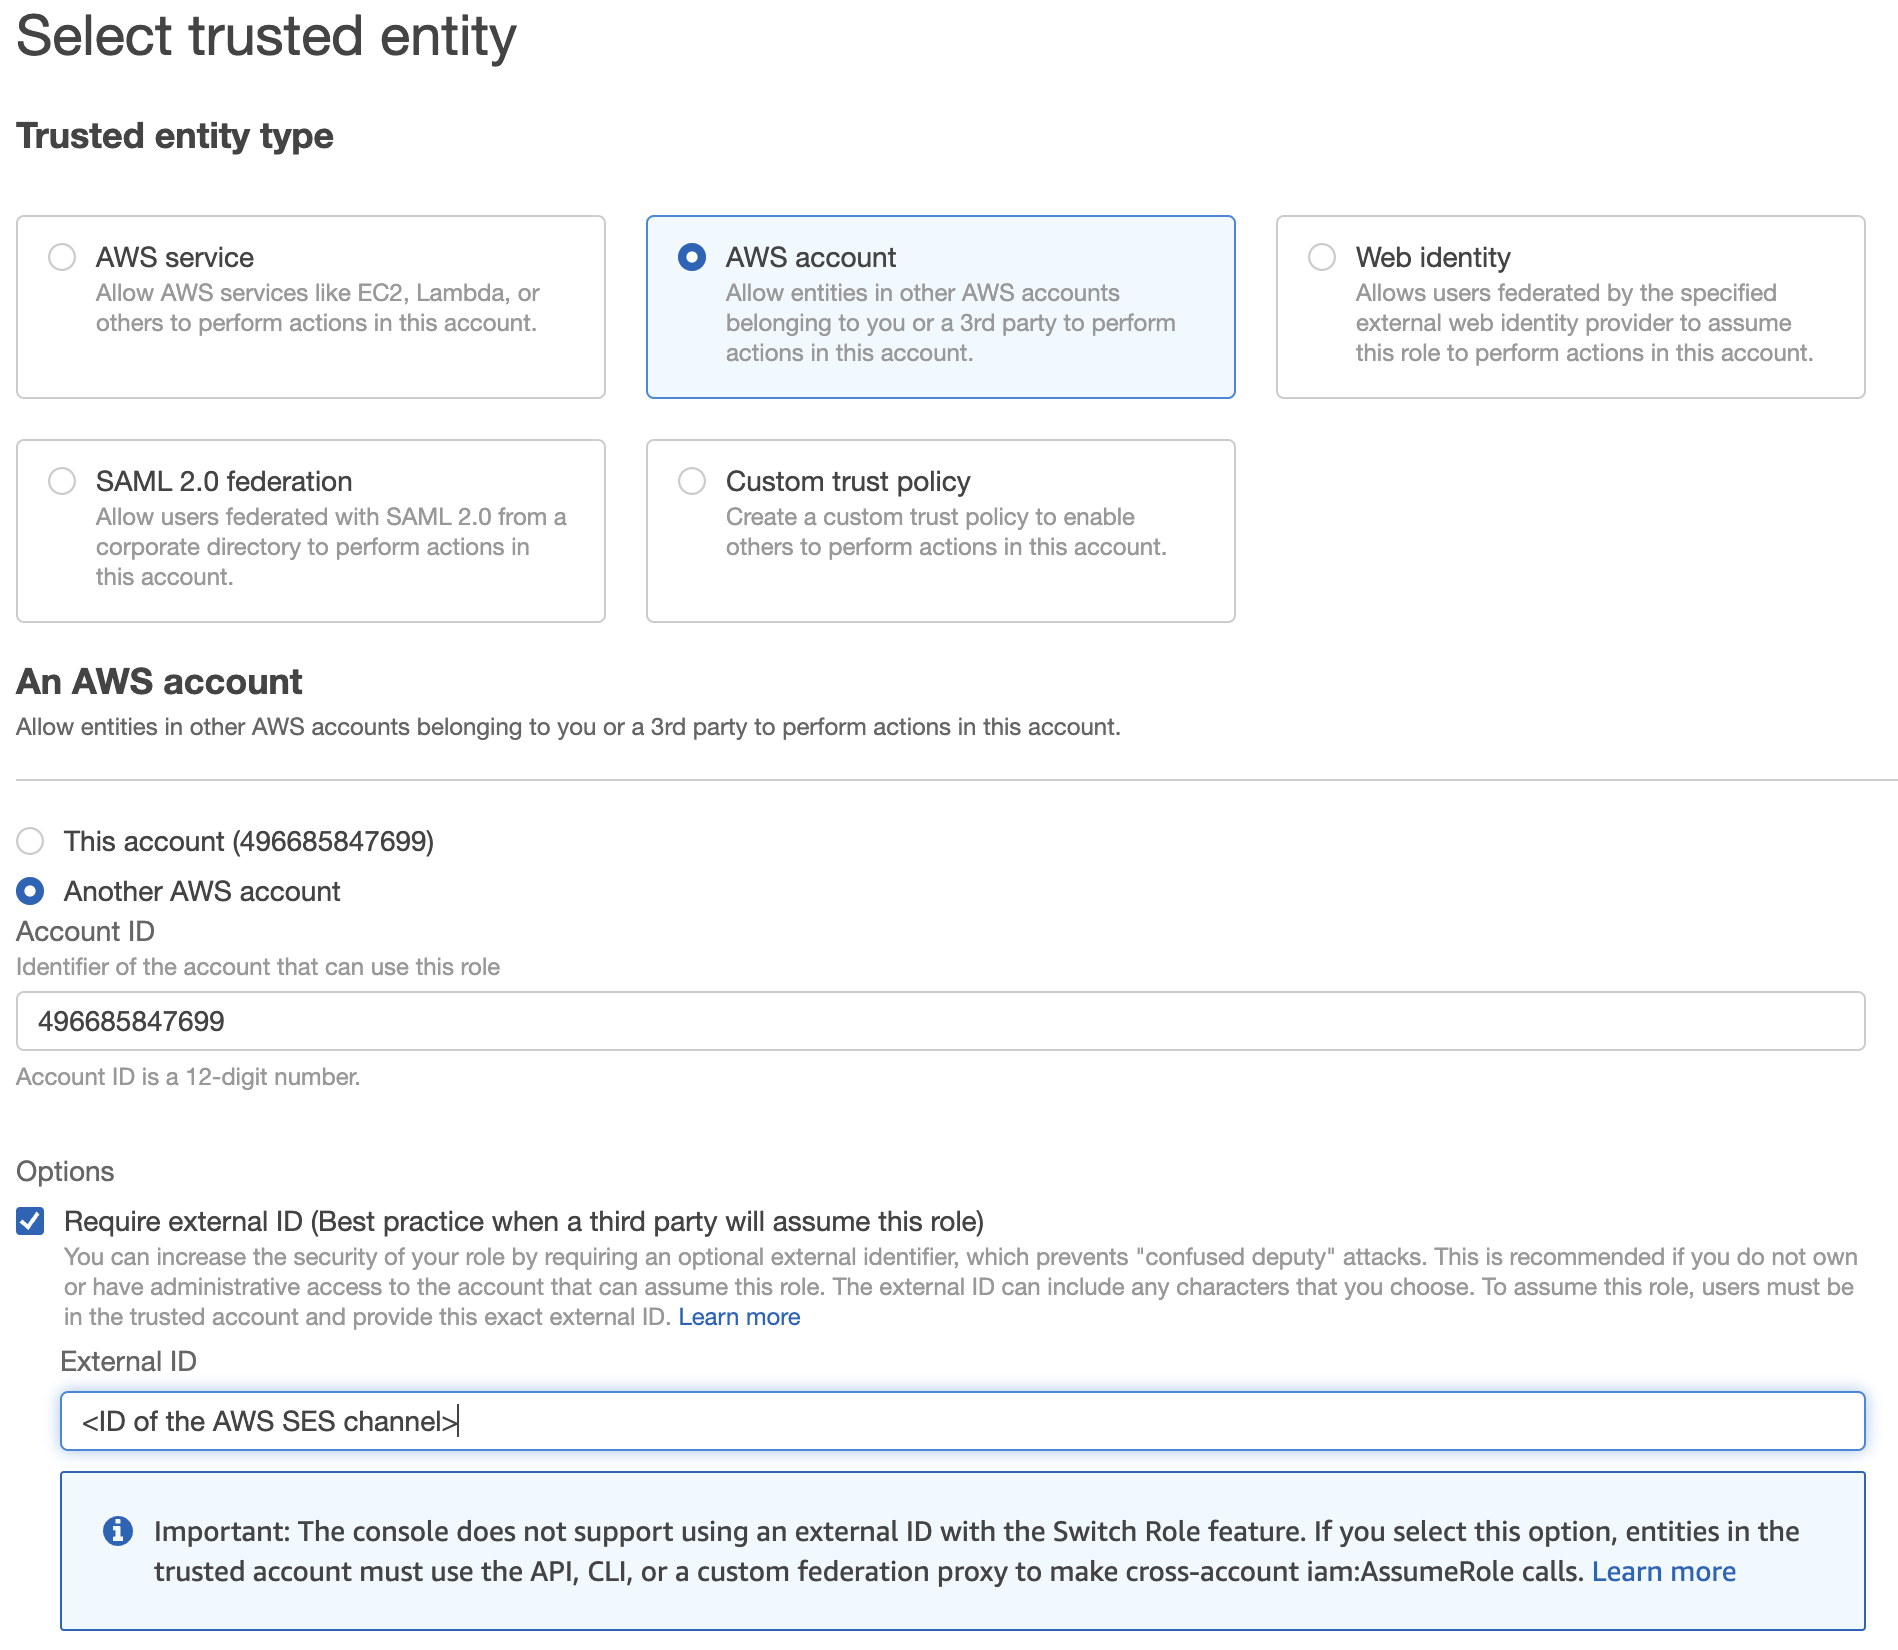 Select trusted entity
Trusted entity type
AWS service
Allow AWS services like EC2, Lambda, or
others to perform actions in this account.
AWS account
Allow entities in other AWS accounts
belonging to you or a 3rd party to perform
actions in this account.
Web identity
Allows users federated by the specified
external web identity provider to assume
this role to perform actions in this account.
SAML 2.0 federation
Allow users federated with SAML 2.0 from a
corporate directory to perform actions in
this account.
Custom trust policy
Create a custom trust policy to enable
others to perform actions in this account.
An AWS account
Allow entities in other AWS accounts belonging to you or a 3rd party to perform actions in this account.
This account (496685847699)
Another AWS account
Account ID
Identifier of the account that can use this role
496685847699
Account ID is a 12-digit number.
Options
Require external ID (Best practice when a third party will assume this role)
You can increase the security of your role by requiring an optional external identifier, which prevents "confused deputy" attacks. This is recommended if you do not own
or have administrative access to the account that can assume this role. The external ID can include any characters that you choose. To assume this role, users must be
in the trusted account and provide this exact external ID. Learn more
External ID
<ID of the AWS SES channel>
Important: The console does not support using an external ID with the Switch Role feature. If you select this option, entities in the
trusted account must use the API, CLI, or a custom federation proxy to make cross-account iam:AssumeRole calls. Learn more